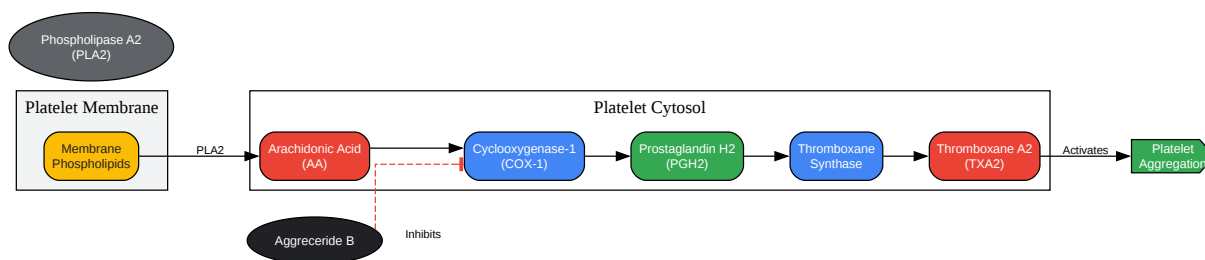 Phospholipase A2
(PLA2)
Platelet Membrane
Membrane
Phospholipids
PLA2
Platelet Cytosol
Arachidonic Acid
(AA)
Cyclooxygenase-1
(COX-1)
Prostaglandin H2
(PGH2)
Thromboxane
Synthase
Thromboxane A2
(TXA2)
Activates
Platelet
Aggregation
Aggreceride B
Inhibits